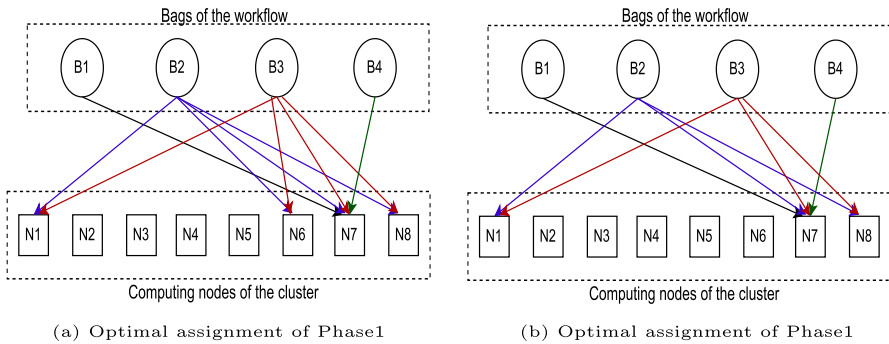 Bags of the workflow
B1 B2 B3 B4
N1 N2 N3 N4 N5 N6 N7 N8
Computing nodes of the cluster
(a) Optimal assignment of Phase1
Bags of the workflow
B1 B2 B3 B4
N1 N2 N3 N4 N5 N6 N7 N8
Computing nodes of the cluster
(b) Optimal assignment of Phase1